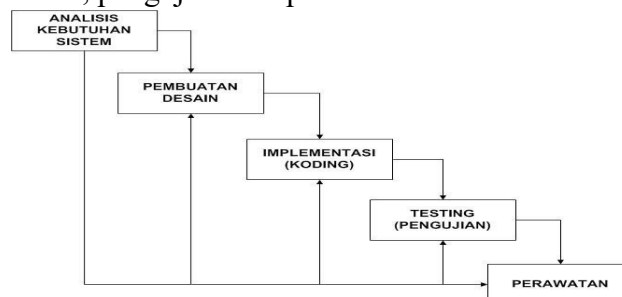 ANALISIS
KEBUTUHAN
SISTEM
PEMBUATAN
DESAIN
IMPLEMENTASI
(KODING)
TESTING
(PENGUJIAN)
PERAWATAN